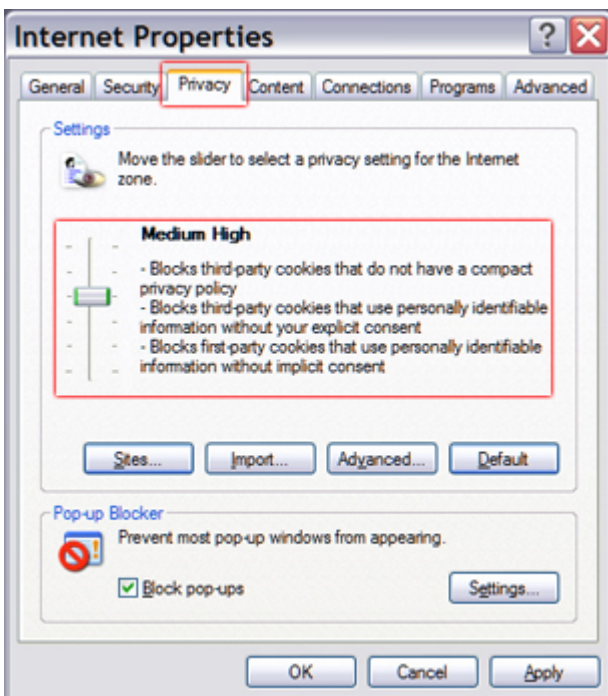 Internet Properties
General Security Privacy Content Connections Programs Advanced
Settings
Move the slider to select a privacy setting for the Internet
zone.
Medium High
- Blocks third-party cookies that do not have a compact
privacy policy
- Blocks third-party cookies that use personally identifiable
information without your explicit consent
- Blocks first-party cookies that use personally identifiable
information without implicit consent
Sites... Import... Advanced... Default
Pop-up Blocker
Prevent most pop-up windows from appearing.
Block pop-ups Settings...
OK Cancel Apply